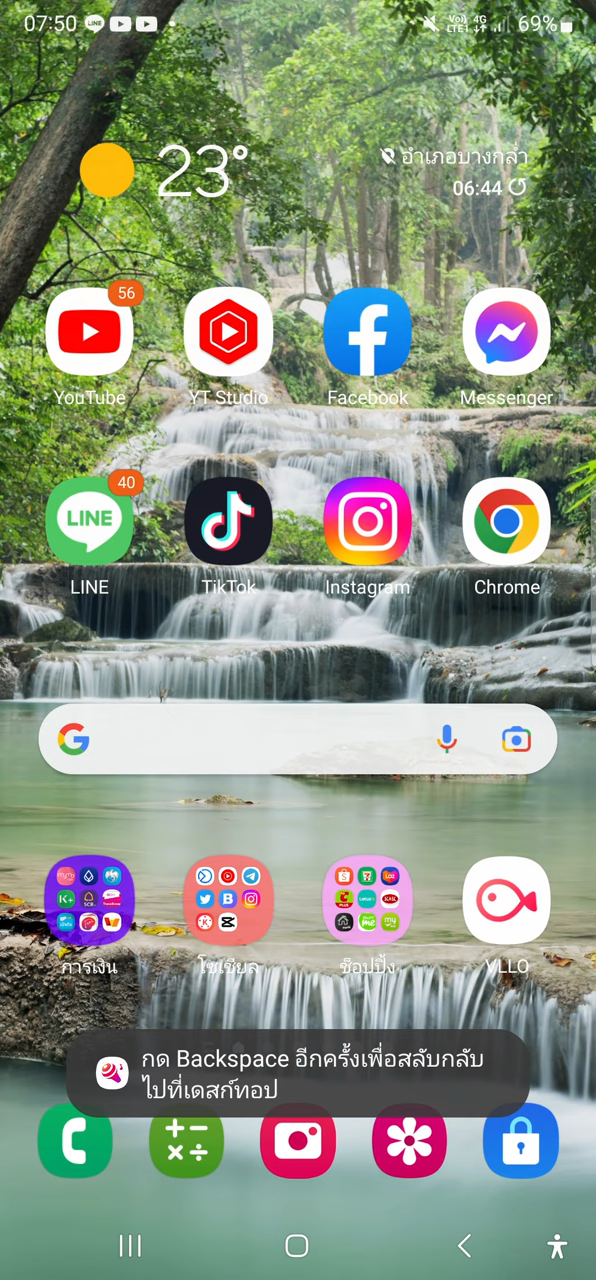 07:50
VoLTE1 4G
69%
23°
อำเภอบางกล่ำ
06:44
56
YouTube
YT Studio
Facebook
Messenger
40
LINE
LINE
TikTok
Instagram
Chrome
การเงิน
โซเชียล
ช็อปปิ้ง
VLLO
กด Backspace อีกครั้งเพื่อสลับกลับ
ไปที่เดสก์ท็อป